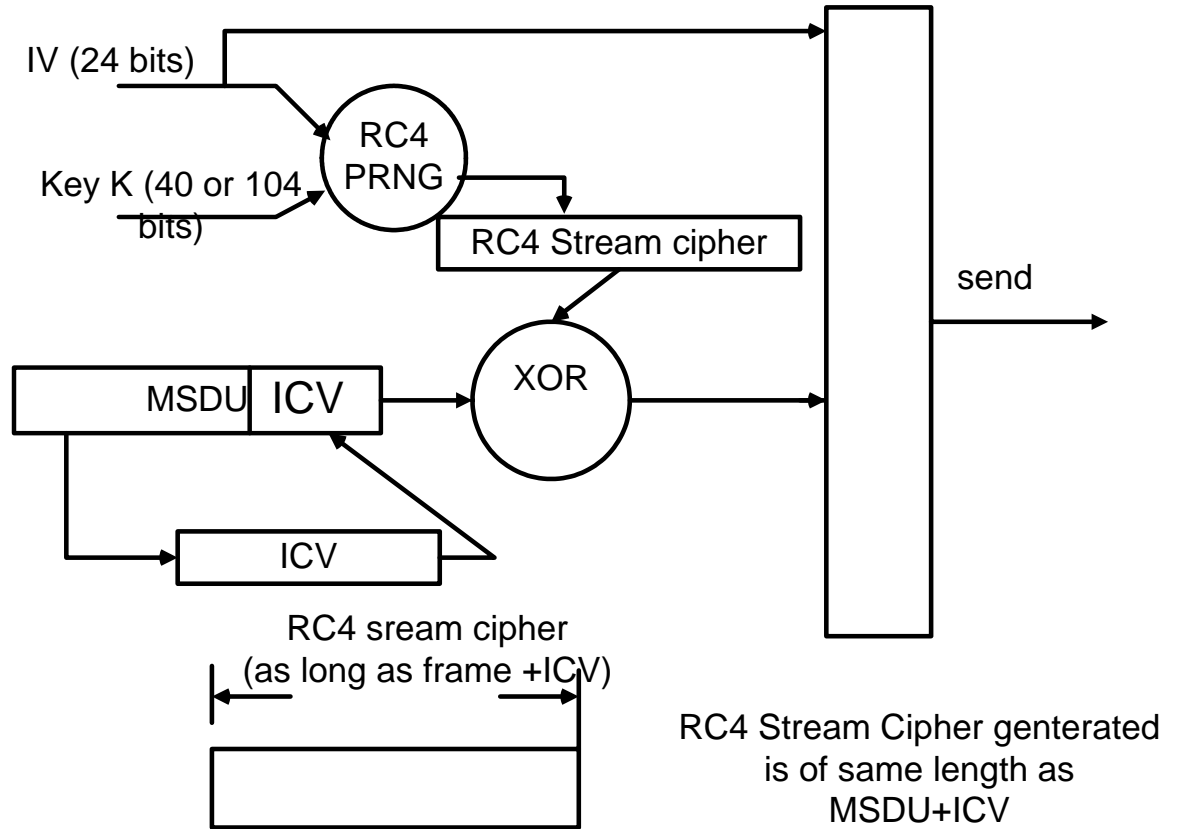 IV (24 bits)
RC4
PRNG
Key K (40 or 104
bits)
RC4 Stream cipher
send
XOR
MSDU
ICV
ICV
RC4 sream cipher
(as long as frame +ICV)
RC4 Stream Cipher genterated
is of same length as
MSDU+ICV